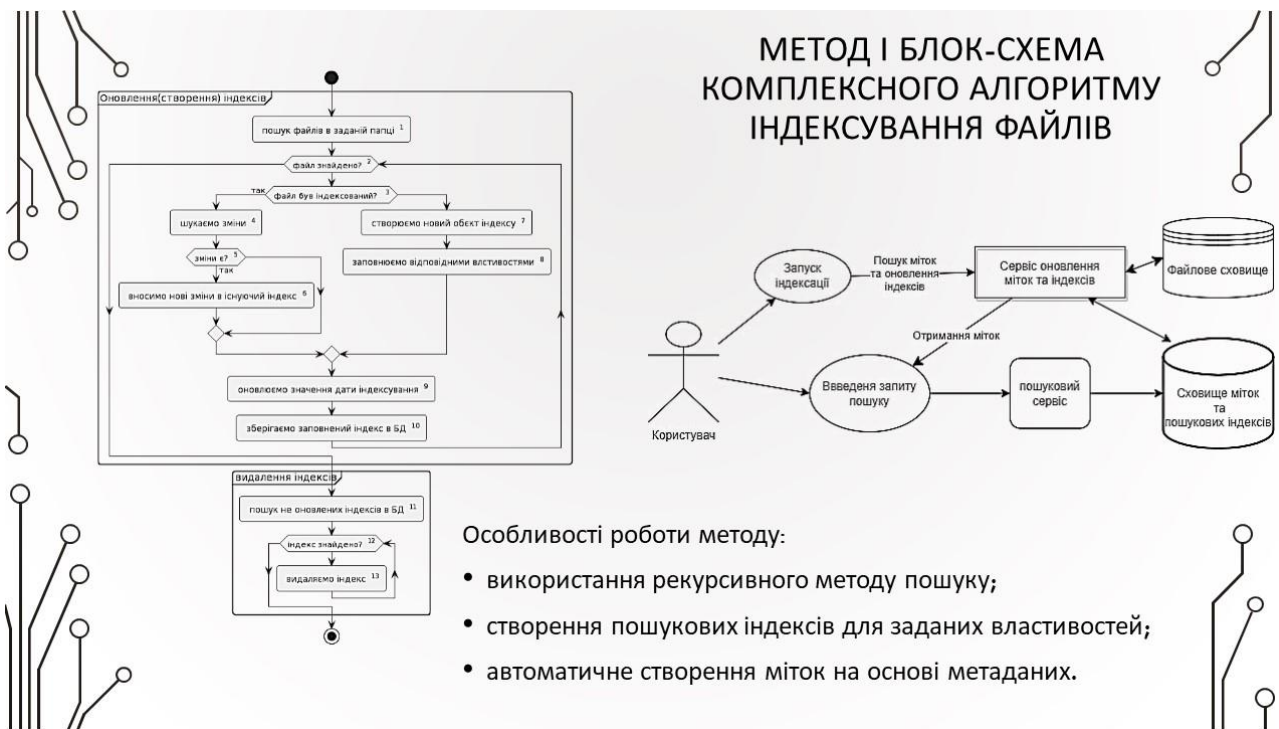 МЕТОД І БЛОК-СХЕМА
КОМПЛЕКСНОГО АЛГОРИТМУ
ІНДЕКСУВАННЯ ФАЙЛІВ
Оновлення(створення) індексів
пошук файлів в заданій папці 1
файл знайдено? 2
так
файл був індексований? 3
шукаємо зміни 4
створюємо новий обєкт індексу 7
зміни є? 5
заповнюємо відповідними влстивостями 8
так
вносимо нові зміни в існуючий індекс 6
оновлюємо значення дати індексування 9
зберігаємо заповнений індекс в БД 10
видалення індексів
пошук не оновлених індексів в БД 11
індекс знайдено? 12
видаляємо індекс 13
Запуск
індексації
Пошук міток
та оновлення
індексів
Сервіс оновлення
міток та індексів
Файлове сховище
Отримання міток
Користувач
Ввведеня запиту
пошуку
пошуковий
сервіс
Сховище міток
та
пошукових індексів
Особливості роботи методу:
• використання рекурсивного методу пошуку;
• створення пошукових індексів для заданих властивостей;
• автоматичне створення міток на основі метаданих.